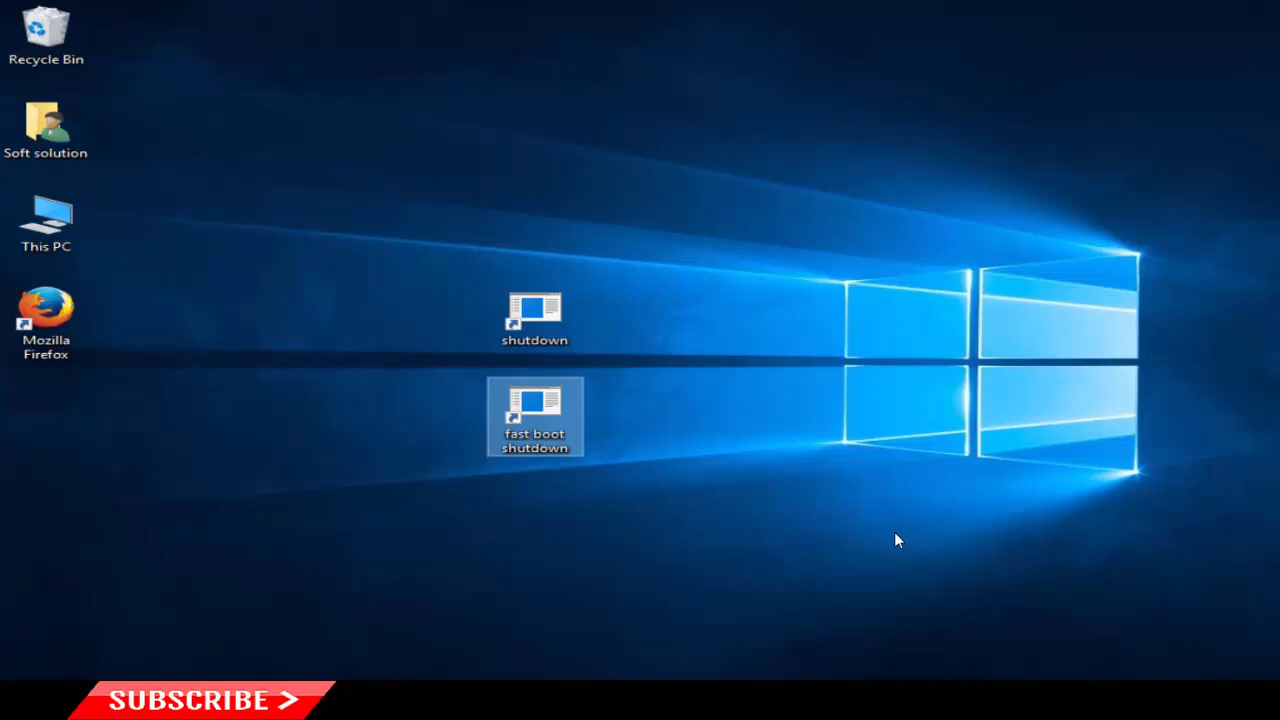 Recycle Bin
Soft solution
This PC
Mozilla
Firefox
shutdown
fast boot
shutdown
SUBSCRIBE >